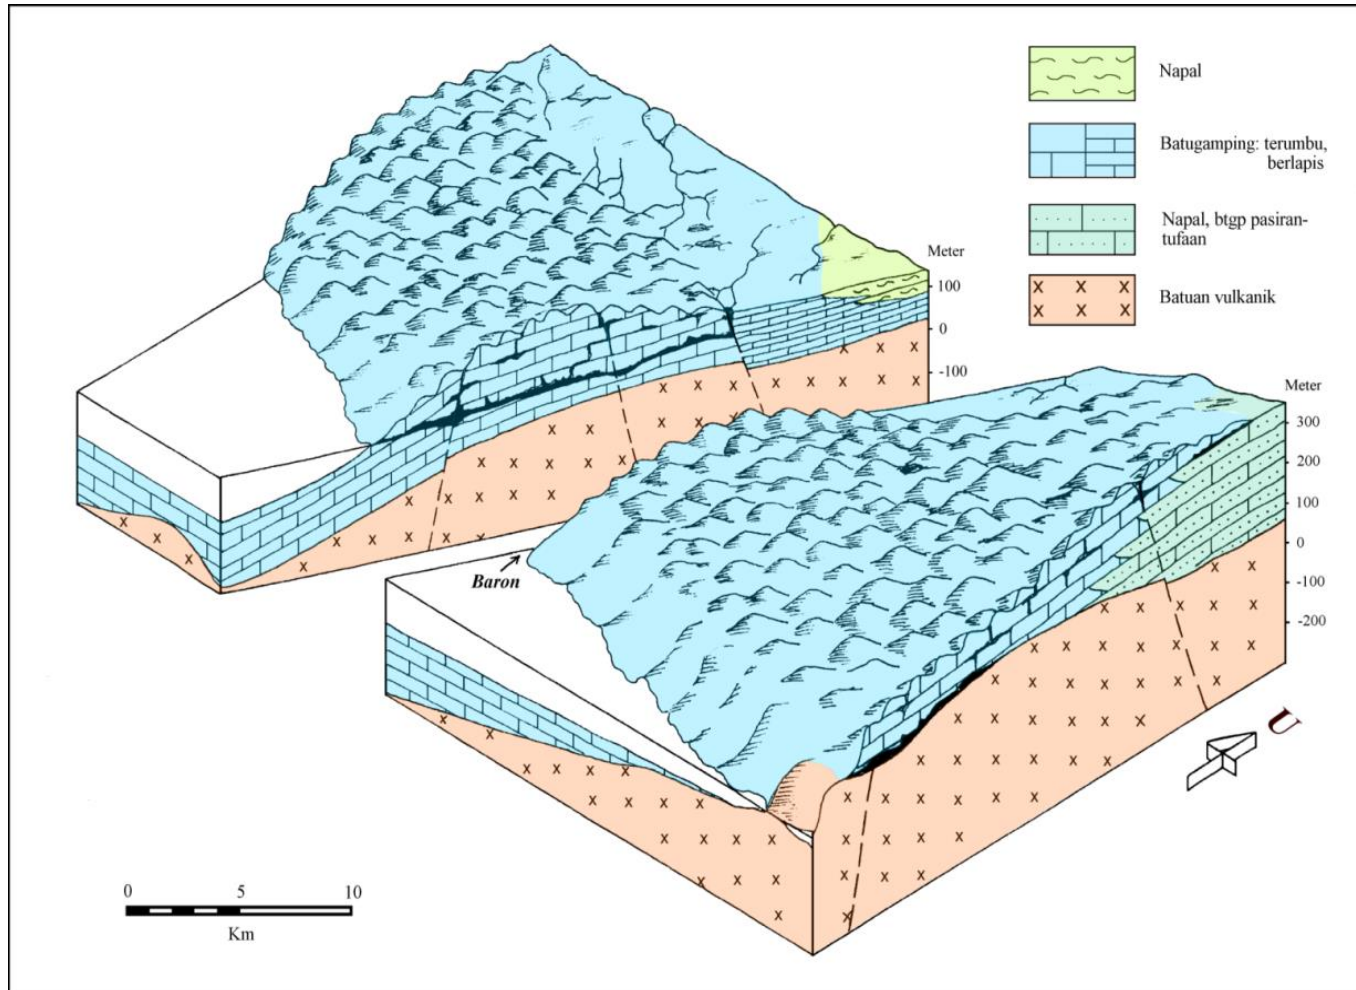 Napal
Batugamping: terumbu,
berlapis
Napal, btgp pasiran-
tufaan
Batuan vulkanik
Meter
100
0
-100
Meter
300
200
100
0
-100
-200
Baron
U
0 5 10
Km